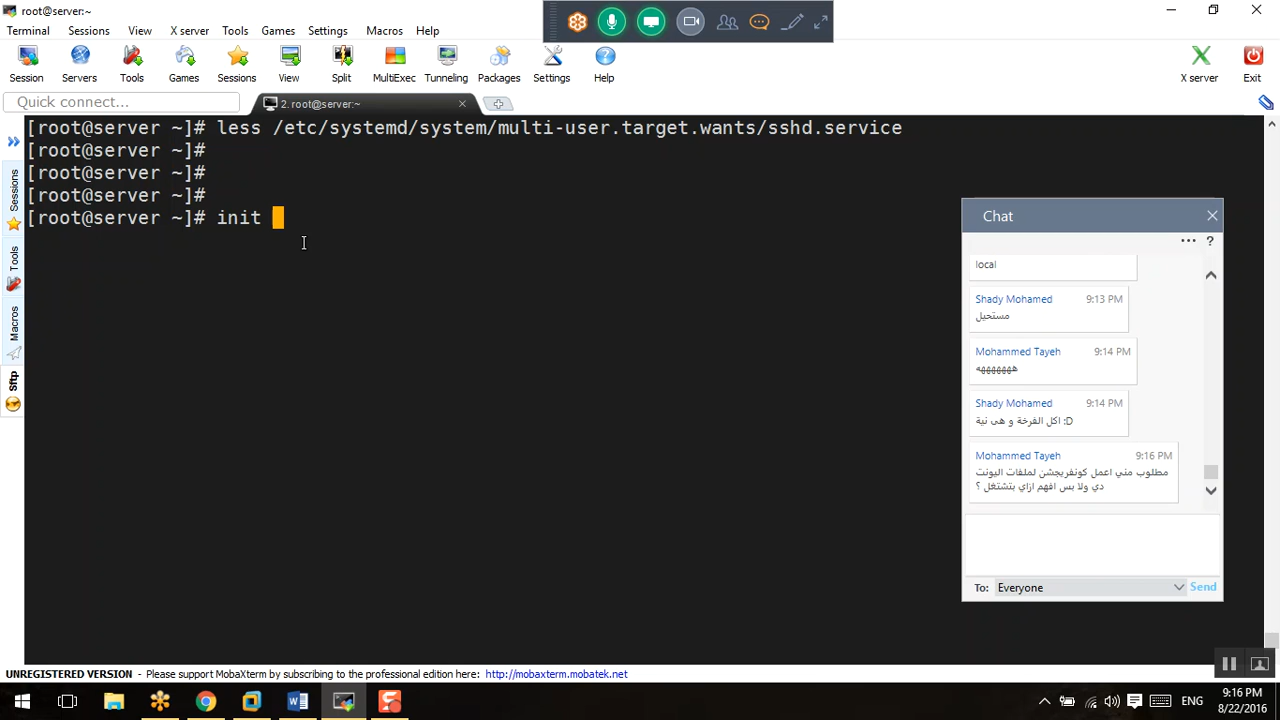 root@server:~
Terminal Sessions View X server Tools Games Settings Macros Help
Session Servers Tools Games Sessions View Split MultiExec Tunneling Packages Settings Help X server Exit
Quick connect...
2. root@server:~
[root@server ~]# less /etc/systemd/system/multi-user.target.wants/sshd.service
[root@server ~]#
[root@server ~]#
[root@server ~]#
[root@server ~]# init
Sessions
Tools
Macros
Sftp
Chat
local
Shady Mohamed 9:13 PM
مستحيل
Mohammed Tayeh 9:14 PM
هههههههه
Shady Mohamed 9:14 PM
اكل الفرخة و هى نية :D
Mohammed Tayeh 9:16 PM
مطلوب مني اعمل كونفريجشن لملفات اليونت
دي ولا بس افهم ازاي بتشتغل ؟
To: Everyone Send
UNREGISTERED VERSION - Please support MobaXterm by subscribing to the professional edition here: http://mobaxterm.mobatek.net
ENG
9:16 PM
8/22/2016